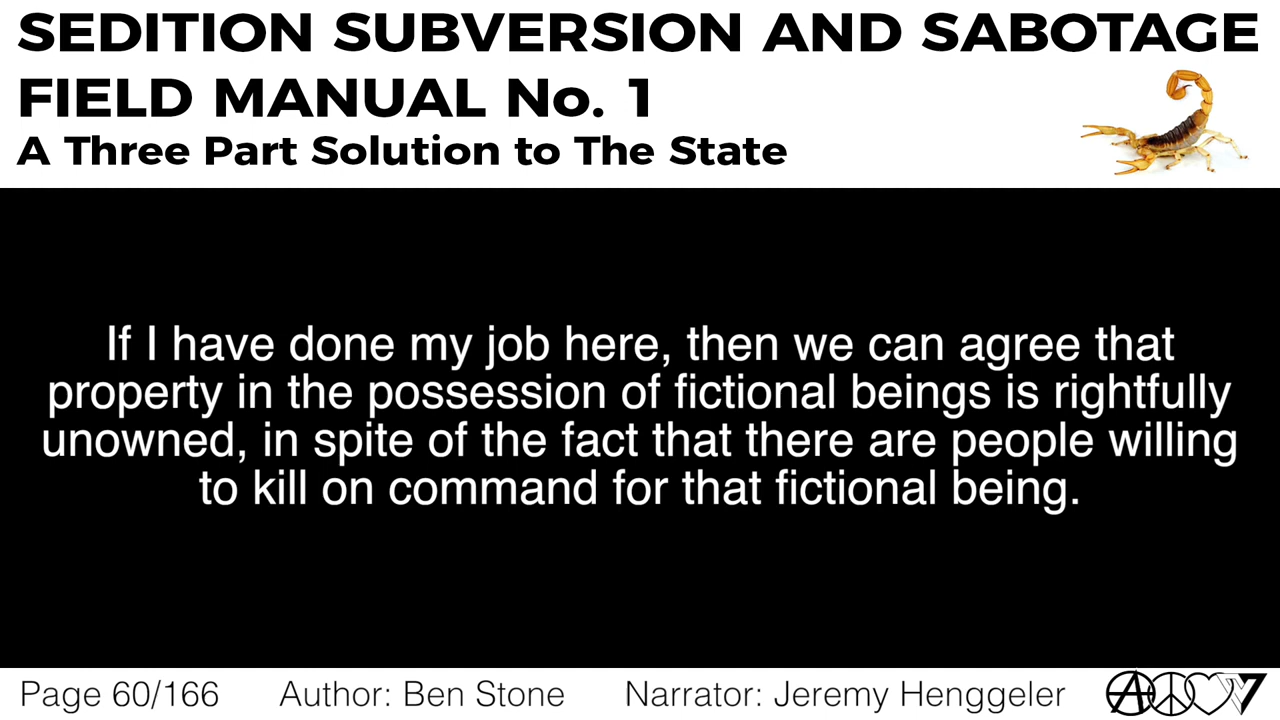 SEDITION SUBVERSION AND SABOTAGE
FIELD MANUAL No. 1
A Three Part Solution to The State
If I have done my job here, then we can agree that
property in the possession of fictional beings is rightfully
unowned, in spite of the fact that there are people willing
to kill on command for that fictional being.
Page 60/166 Author: Ben Stone Narrator: Jeremy Henggeler